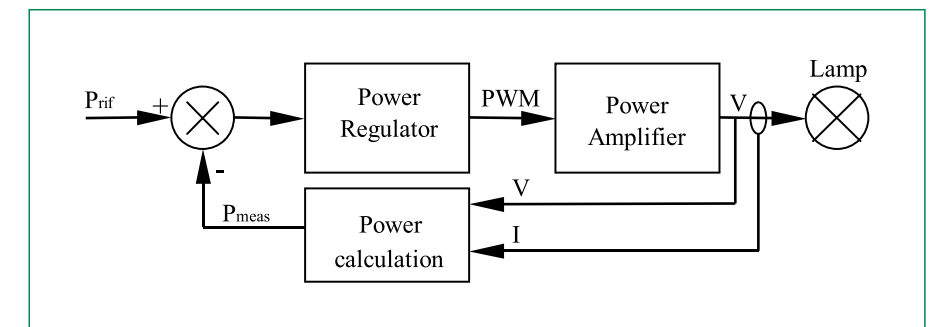 Lamp
Prif
+
Power
Regulator
PWM
Power
Amplifier
V
-
V
Pmeas
Power
calculation
I